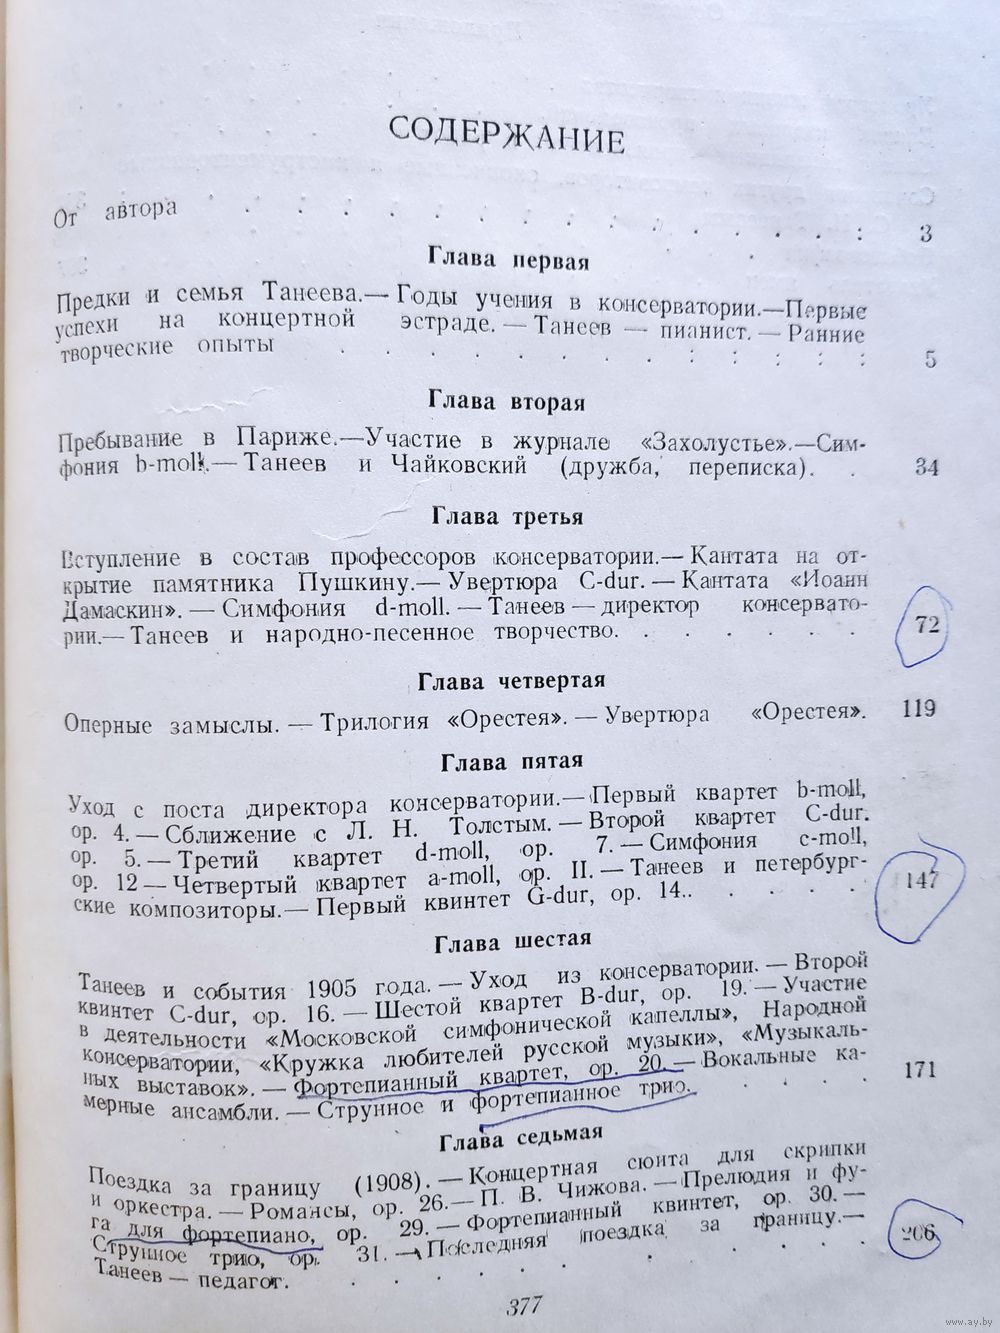 СОДЕРЖАНИЕ
От автора . . . . . . . . . . . . . . : 3
Глава первая
Предки и семья Танеева.— Годы учения в консерватории.—Первые
успехи на концертной эстраде. — Танеев — пианист. — Ранние
творческие опыты . . . . . . . . : : : : : 5
Глава вторая
Пребывание в Париже.—Участие в журнале «Захолустье».—Сим-
фония b-moll.— Танеев и Чайковский (дружба, переписка). . 34
Глава третья
Вступление в состав профессоров консерватории.— Кантата на от-
крытие памятника Пушкину.— Увертюра C-dur. — Кантата «Иоанн
Дамаскин». — Симфония d-moll. — Танеев — директор консервато-
рии.— Танеев и народно-песенное творчество. . . . . . . 72
Глава четвертая
Оперные замыслы. — Трилогия «Орестея». — Увертюра «Орестея». 119
Глава пятая
Уход с поста директора консерватории.— Первый квартет b-moll,
op. 4. — Сближение с Л. Н. Толстым. — Второй квартет C-dur.
op. 5. — Третий квартет d-moll, op. 7. — Симфония c-moll,
op. 12 — Четвертый квартет a-moll, op. II. — Танеев и петербург-
ские композиторы.— Первый квинтет G-dur, op. 14.. . . . . 147
Глава шестая
Танеев и события 1905 года. — Уход из консерватории. — Второй
квинтет C-dur, op. 16. — Шестой квартет B-dur, op. 19. — Участие
в деятельности «Московской симфонической капеллы», Народной
консерватории, «Кружка любителей русской музыки», «Музыкаль-
ных выставок». — Фортепианный квартет, op. 20. — Вокальные ка-
мерные ансамбли. — Струнное и фортепианное трио. . . . . 171
Глава седьмая
Поездка за границу (1908). — Концертная сюита для скрипки
и оркестра. — Романсы, op. 26.— П. В. Чижова. — Прелюдия и фу-
га для фортепиано, op. 29. — Фортепианный квинтет, op. 30. —
Струнное трио, op. 31. — Последняя поездка за границу.—
Танеев — педагог. . . . . . . . . . . . 206
377
www.ay.by